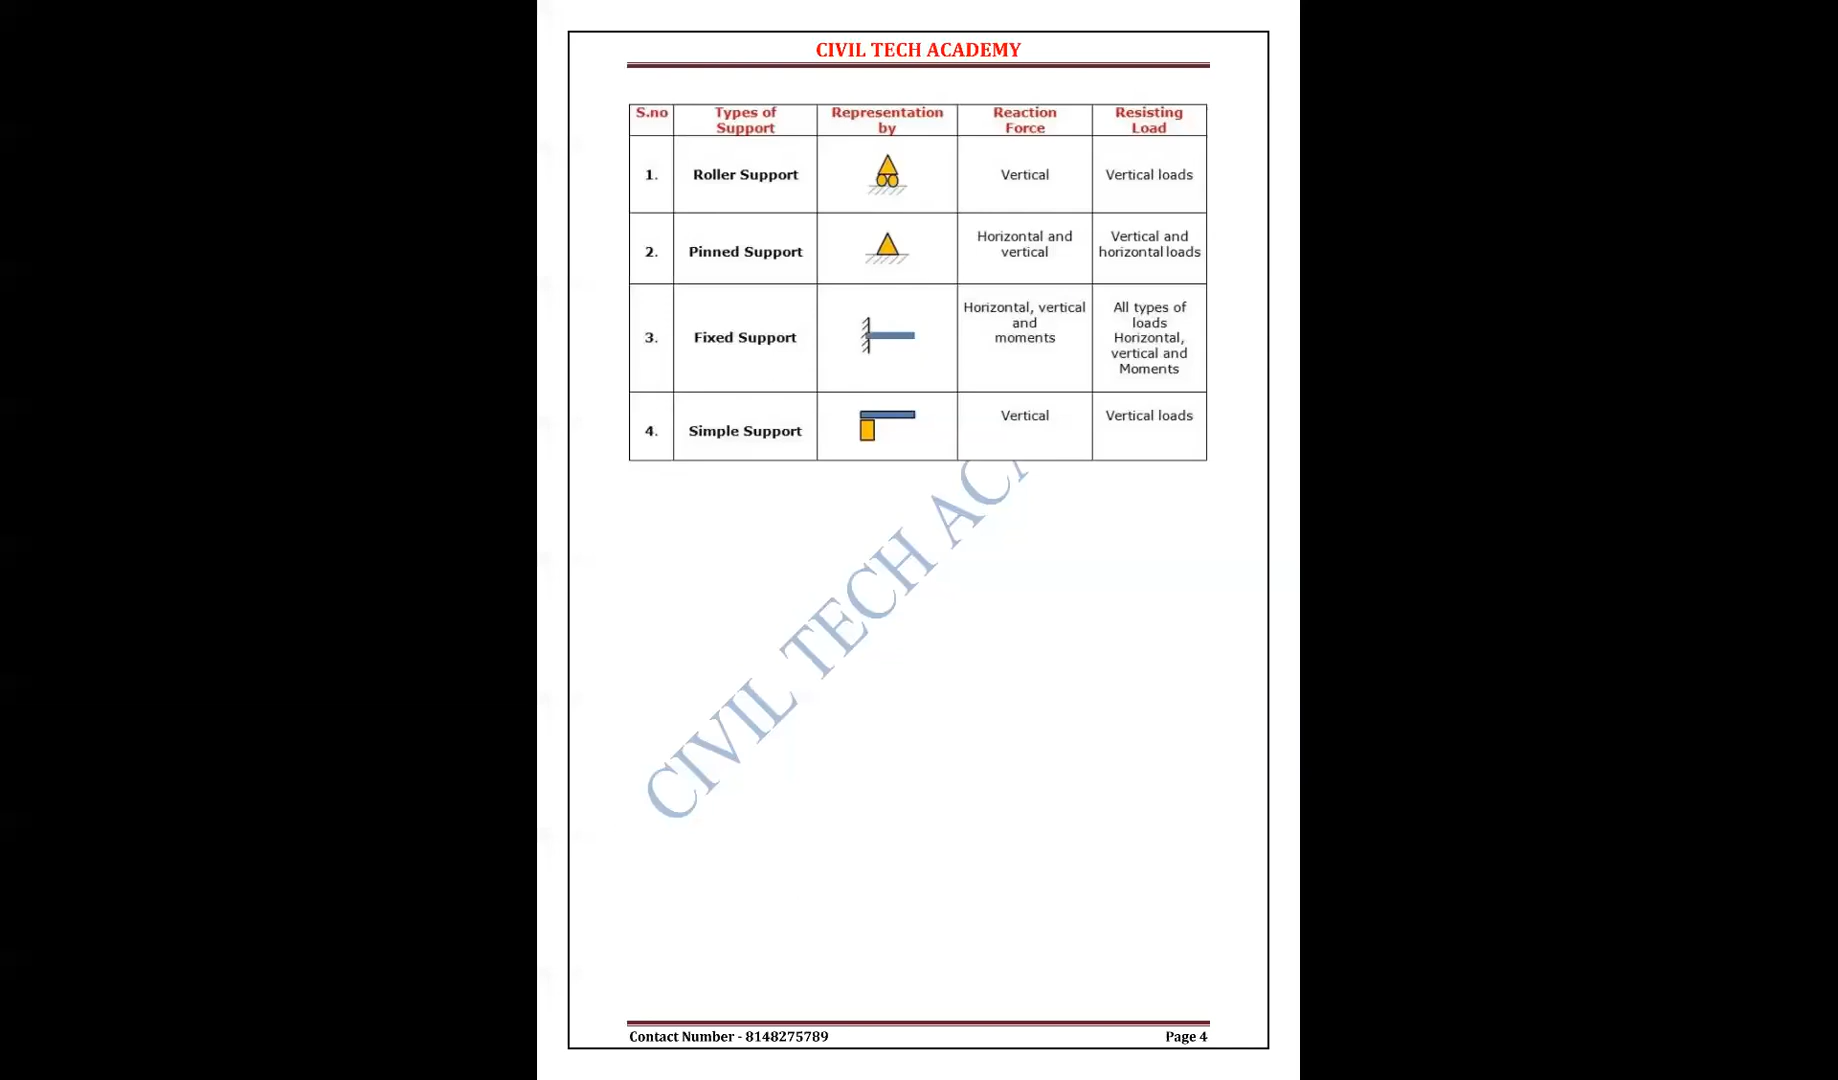 CIVIL TECH ACADEMY
S.no Types of Support Representation by Reaction Force Resisting Load
1. Roller Support Vertical Vertical loads
2. Pinned Support Horizontal and vertical Vertical and horizontal loads
3. Fixed Support Horizontal, vertical and moments All types of loads Horizontal, vertical and Moments
4. Simple Support Vertical Vertical loads
CIVIL TECH ACA
Contact Number - 8148275789 Page 4